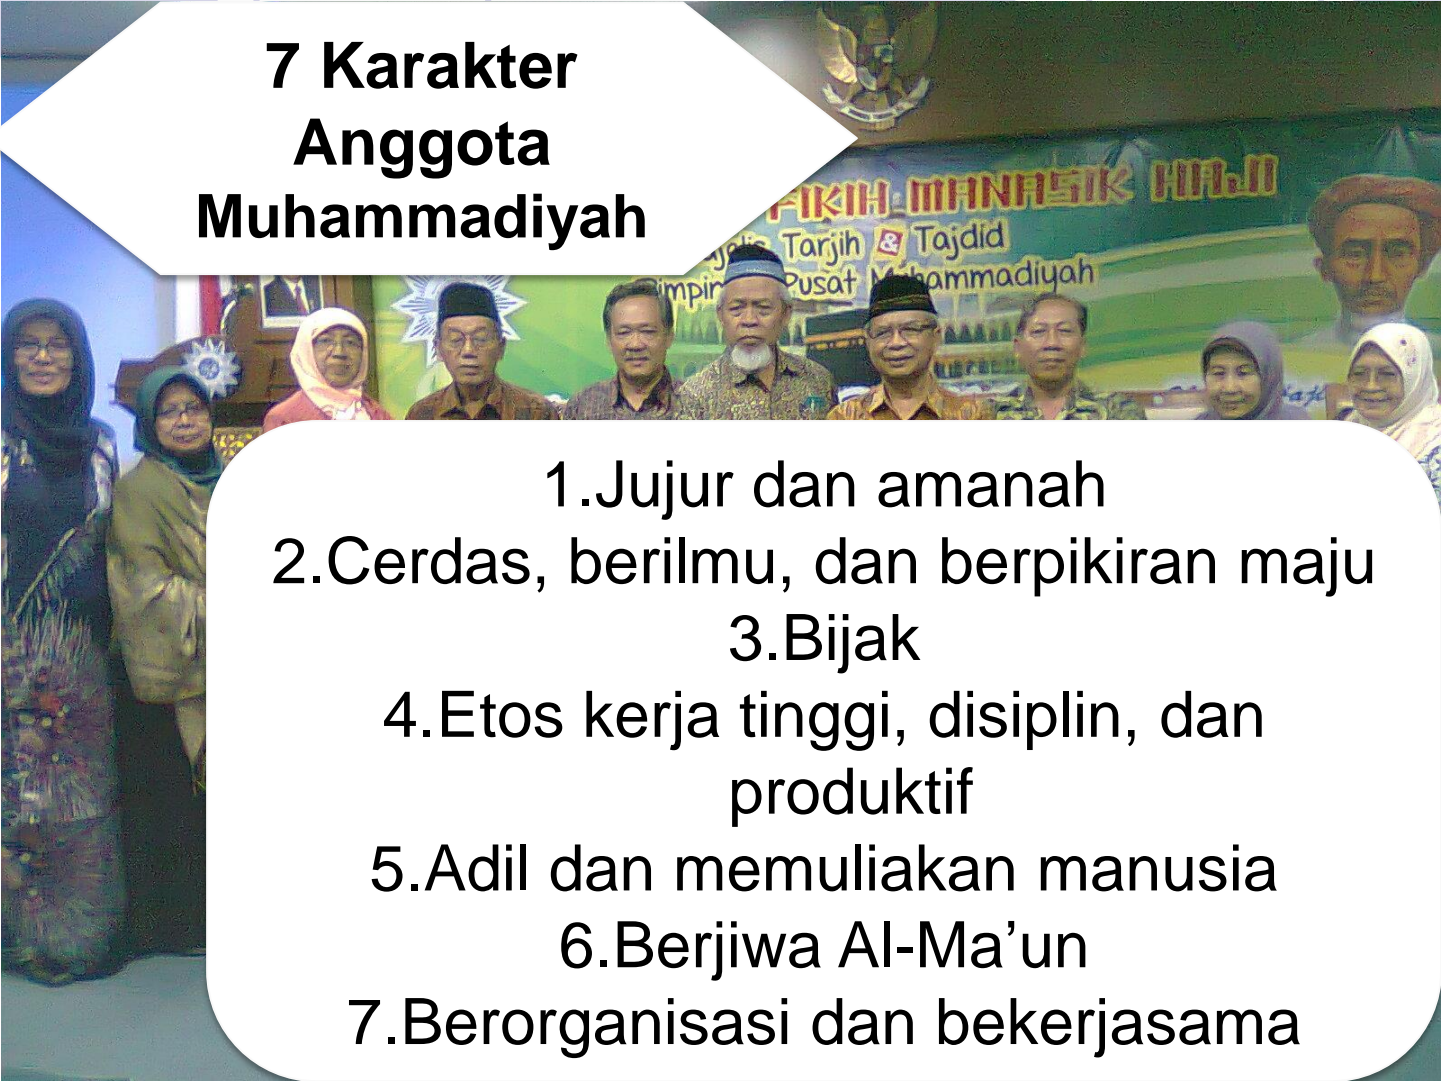 7 Karakter
Anggota
Muhammadiyah
FIKIH MANASIK HAJI
Tarjih & Tajdid
Pusat Muhammadiyah
1.Jujur dan amanah
2.Cerdas, berilmu, dan berpikiran maju
3.Bijak
4.Etos kerja tinggi, disiplin, dan
produktif
5.Adil dan memuliakan manusia
6.Berjiwa Al-Ma’un
7.Berorganisasi dan bekerjasama